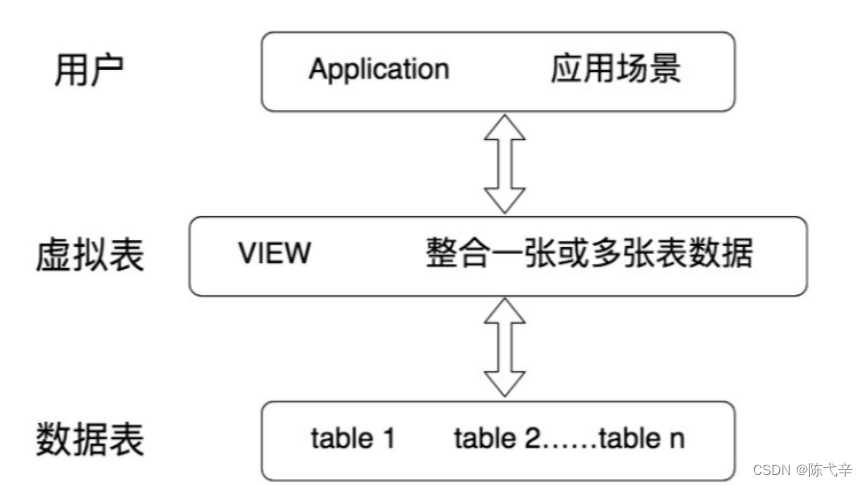 用户 Application 应用场景
虚拟表 VIEW 整合一张或多张表数据
数据表 table 1 table 2……table n
CSDN @陈弋辛